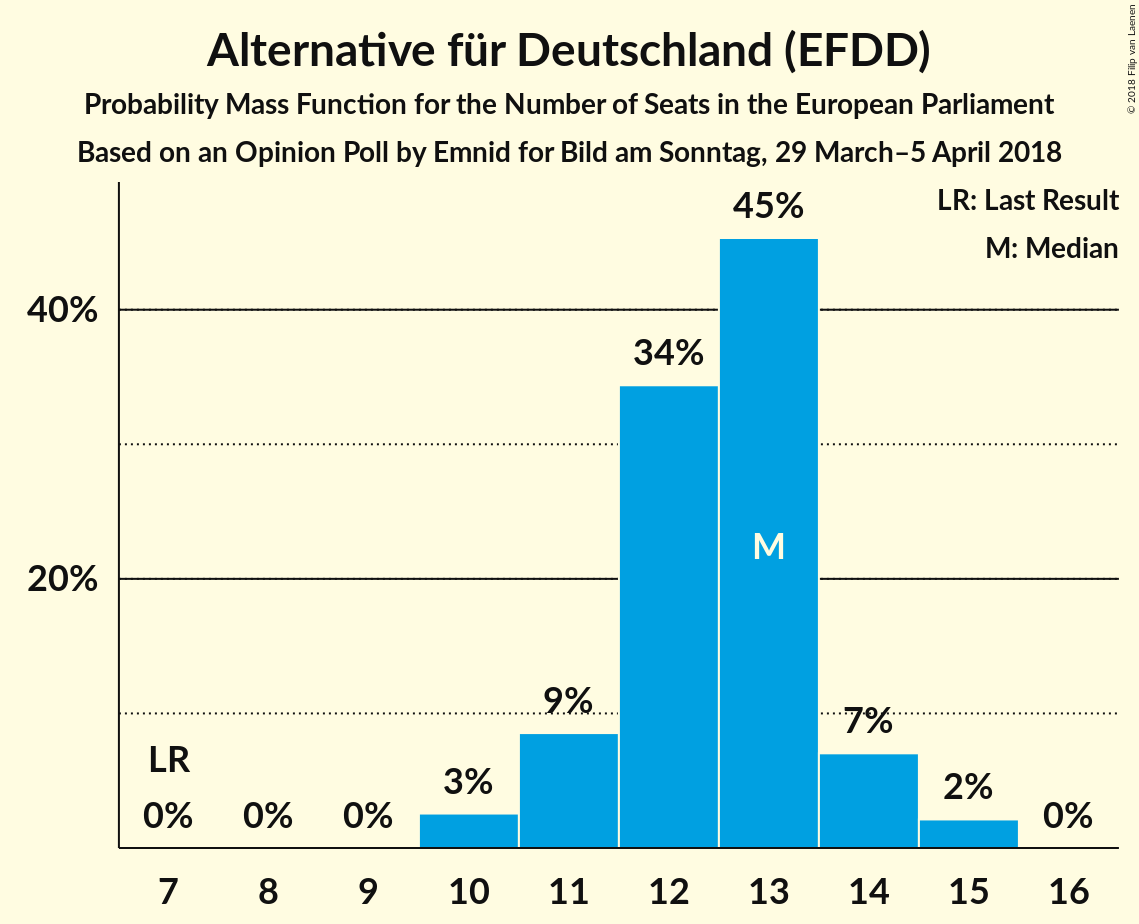 Alternative für Deutschland (EFDD)
Probability Mass Function for the Number of Seats in the European Parliament
Based on an Opinion Poll by Emnid for Bild am Sonntag, 29 March–5 April 2018
© 2018 Filip van Laenen
LR: Last Result
M: Median
45%
40%
34%
M
20%
9%
7%
LR
3%
2%
0% 0% 0% 0%
7 8 9 10 11 12 13 14 15 16